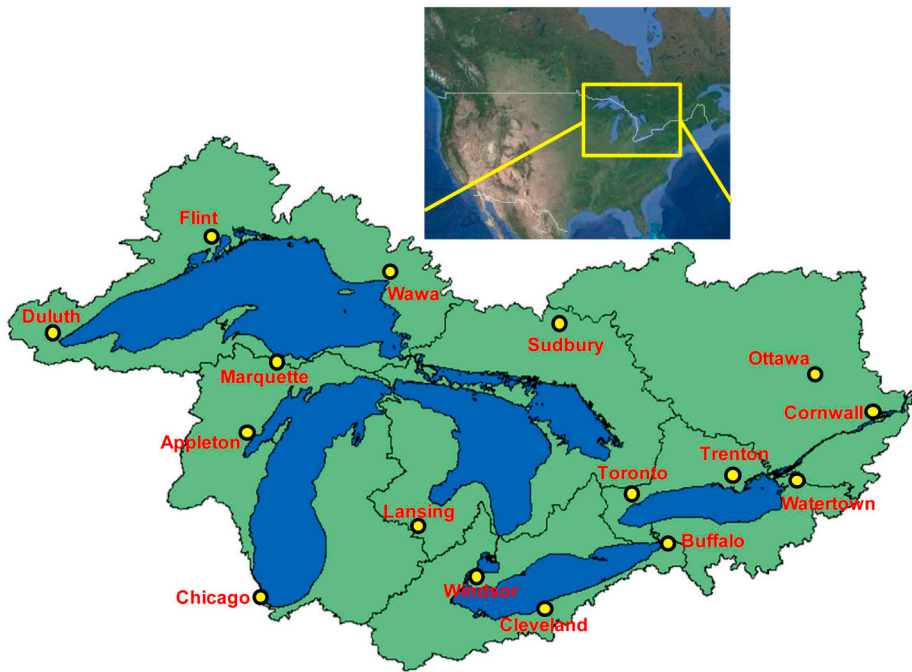 Flint
Wawa
Duluth
Sudbury
Marquette
Ottawa
Cornwall
Appleton
Trenton
Toronto
Watertown
Lansing
Buffalo
Windsor
Chicago
Cleveland